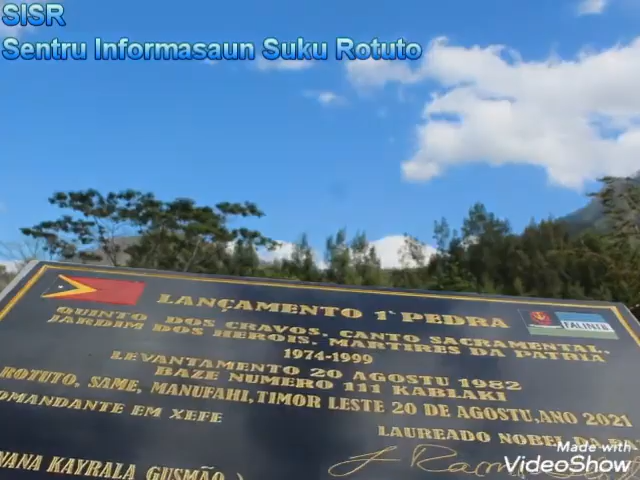 SISR
Sentru Informasaun Suku Rotuto
LANÇAMENTO 1ª PEDRA
FALINTIL
QUINTO DOS CRAVOS, CANTO SACRAMENTAL,
JARDIM DOS HEROIS, MARTIRES DA PATRIA
1974-1999
LEVANTAMENTO 20 AGOSTU 1982
BAZE NUMERO 111 KABLAKI
ROTUTO, SAME, MANUFAHI, TIMOR LESTE 20 DE AGOSTU, ANO 2021
COMANDANTE EM XEFE
LAUREADO NOBEL DA
NANA KAYRALA GUSMÃO)
Made with
VideoShow